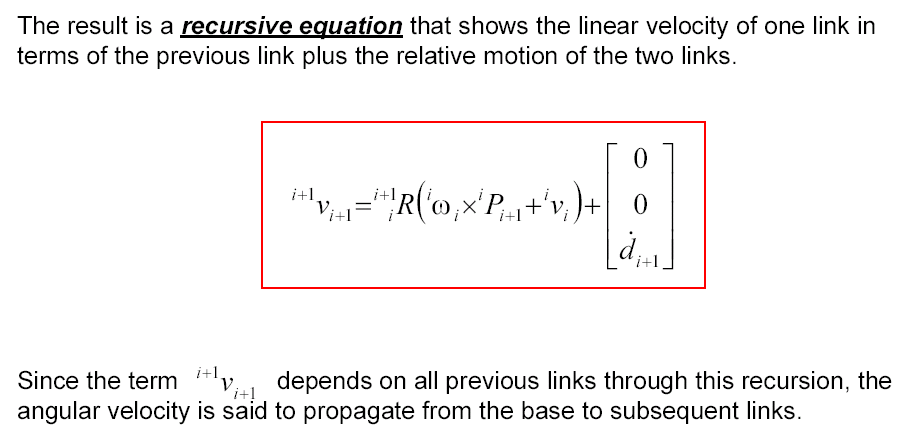 The result is a recursive equation that shows the linear velocity of one link in
terms of the previous link plus the relative motion of the two links.
$^{i+1}v_{i+1} = {}^{i+1}_{i}R\left({}^{i}\omega_{i} \times {}^{i}P_{i+1} + {}^{i}v_{i}\right) + \begin{bmatrix} 0 \\ 0 \\ \dot{d}_{i+1} \end{bmatrix}$
Since the term $^{i+1}v_{i+1}$ depends on all previous links through this recursion, the
angular velocity is said to propagate from the base to subsequent links.